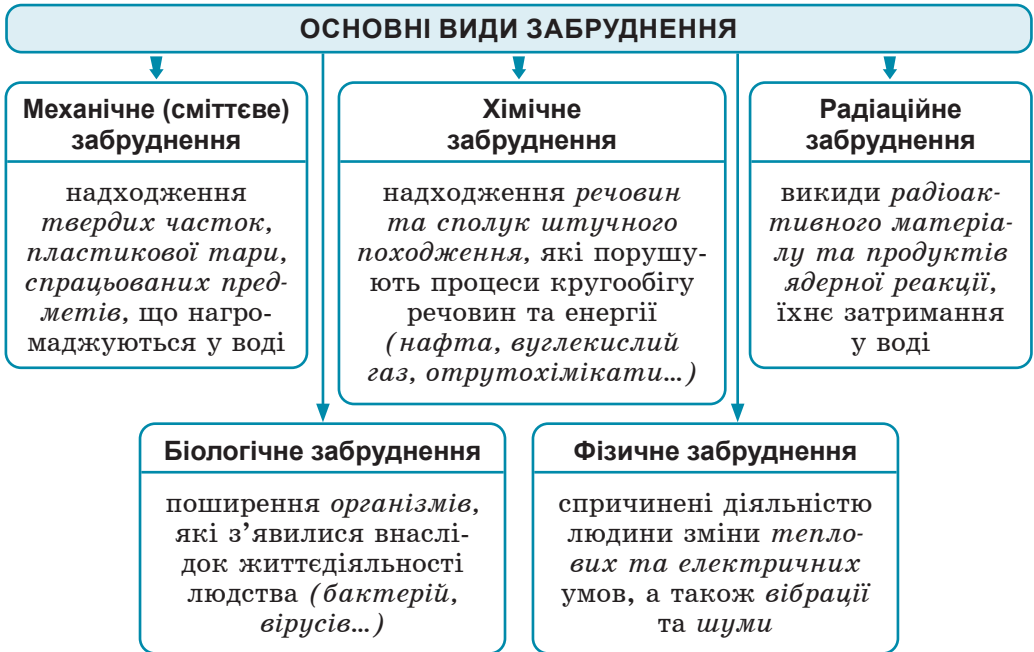 ОСНОВНІ ВИДИ ЗАБРУДНЕННЯ
Механічне (сміттєве)
забруднення
надходження
твердих часток,
пластикової тари,
спрацьованих пред-
метів, що нагро-
маджуються у воді
Хімічне
забруднення
надходження речовин
та сполук штучного
походження, які порушу-
ють процеси кругообігу
речовин та енергії
(нафта, вуглекислий
газ, отрутохімікати…)
Радіаційне
забруднення
викиди радіоак-
тивного матеріа-
лу та продуктів
ядерної реакції,
їхнє затримання
у воді
Біологічне забруднення
поширення організмів,
які з’явилися внаслі-
док життєдіяльності
людства (бактерій,
вірусів…)
Фізичне забруднення
спричинені діяльністю
людини зміни тепло-
вих та електричних
умов, а також вібрації
та шуми